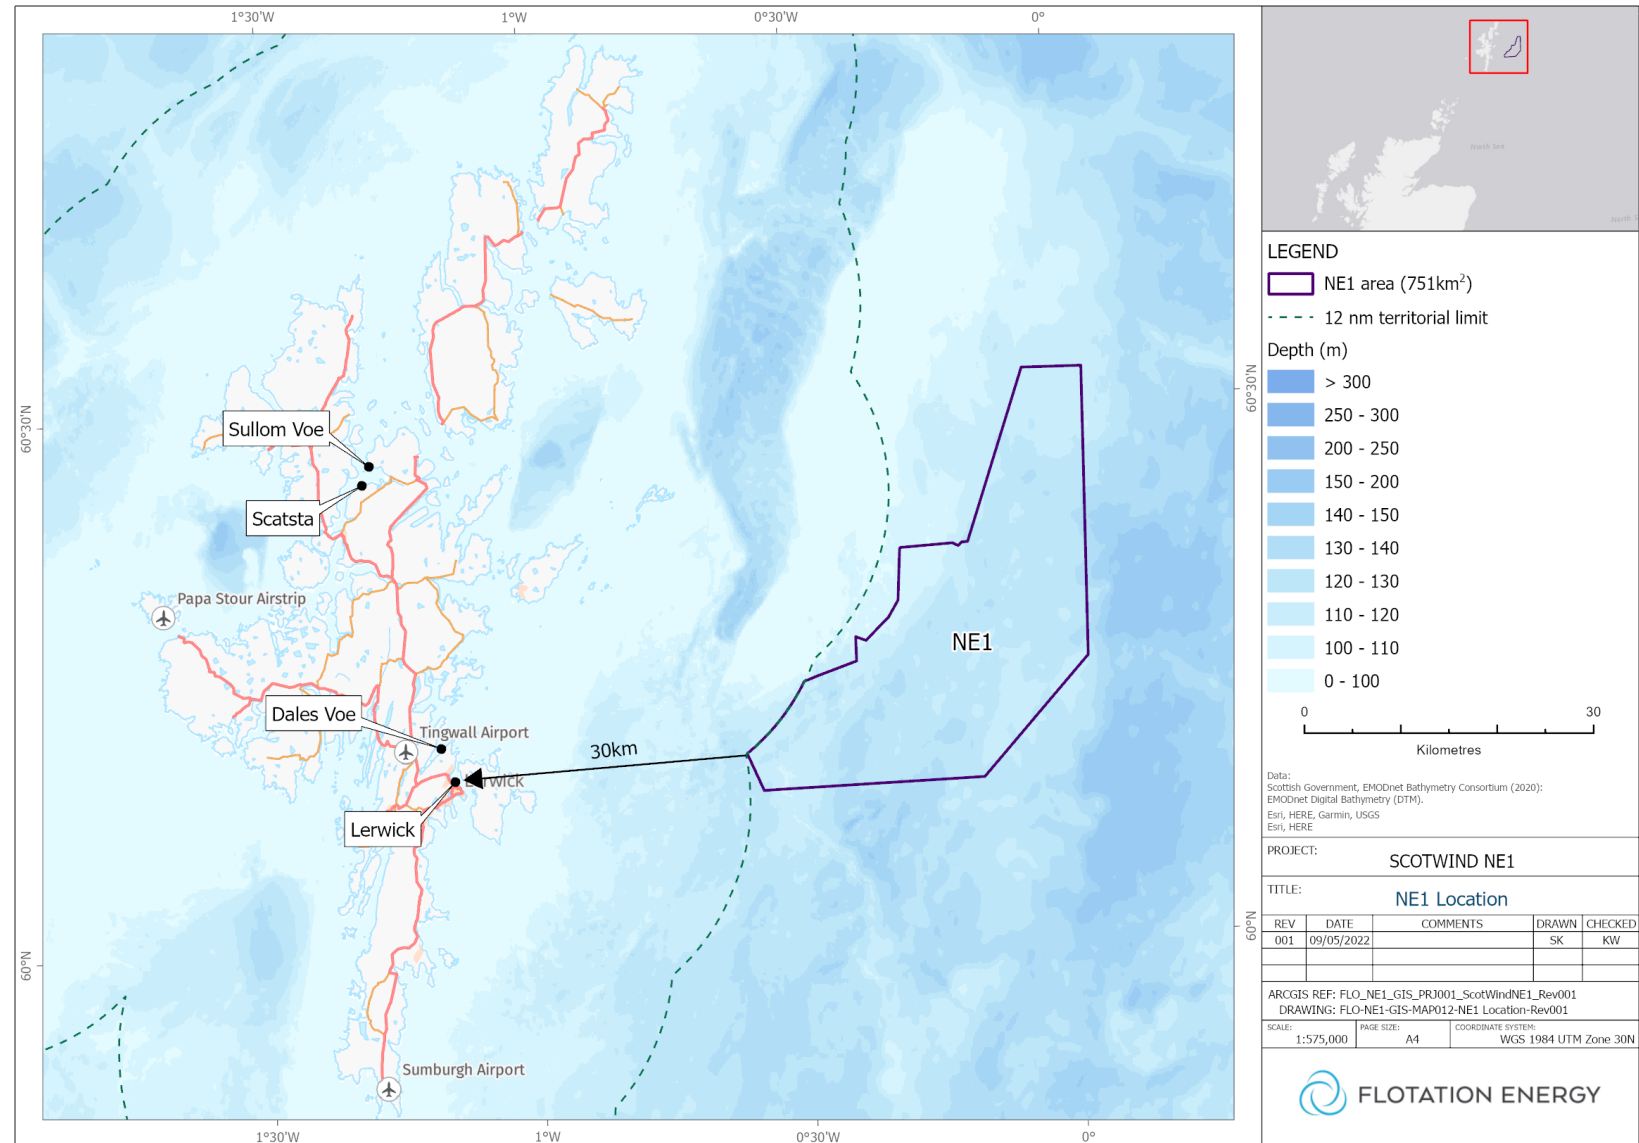 1°30'W
1°W
0°30'W
0°
60°30'N
60°30'N
60°N
60°N
1°30'W
1°W
0°30'W
0°
Sullom Voe
Scatsta
Papa Stour Airstrip
Dales Voe
Tingwall Airport
30km
Lerwick
Lerwick
NE1
Sumburgh Airport
North Sea
LEGEND
NE1 area (751km²)
12 nm territorial limit
Depth (m)
> 300
250 - 300
200 - 250
150 - 200
140 - 150
130 - 140
120 - 130
110 - 120
100 - 110
0 - 100
0 30
Kilometres
Data:
Scottish Government, EMODnet Bathymetry Consortium (2020):
EMODnet Digital Bathymetry (DTM).
Esri, HERE, Garmin, USGS
Esri, HERE
PROJECT:
SCOTWIND NE1
TITLE:
NE1 Location
REV DATE COMMENTS DRAWN CHECKED
001 09/05/2022 SK KW
ARCGIS REF: FLO_NE1_GIS_PRJ001_ScotWindNE1_Rev001
DRAWING: FLO-NE1-GIS-MAP012-NE1 Location-Rev001
SCALE: PAGE SIZE: COORDINATE SYSTEM:
1:575,000 A4 WGS 1984 UTM Zone 30N
FLOTATION ENERGY